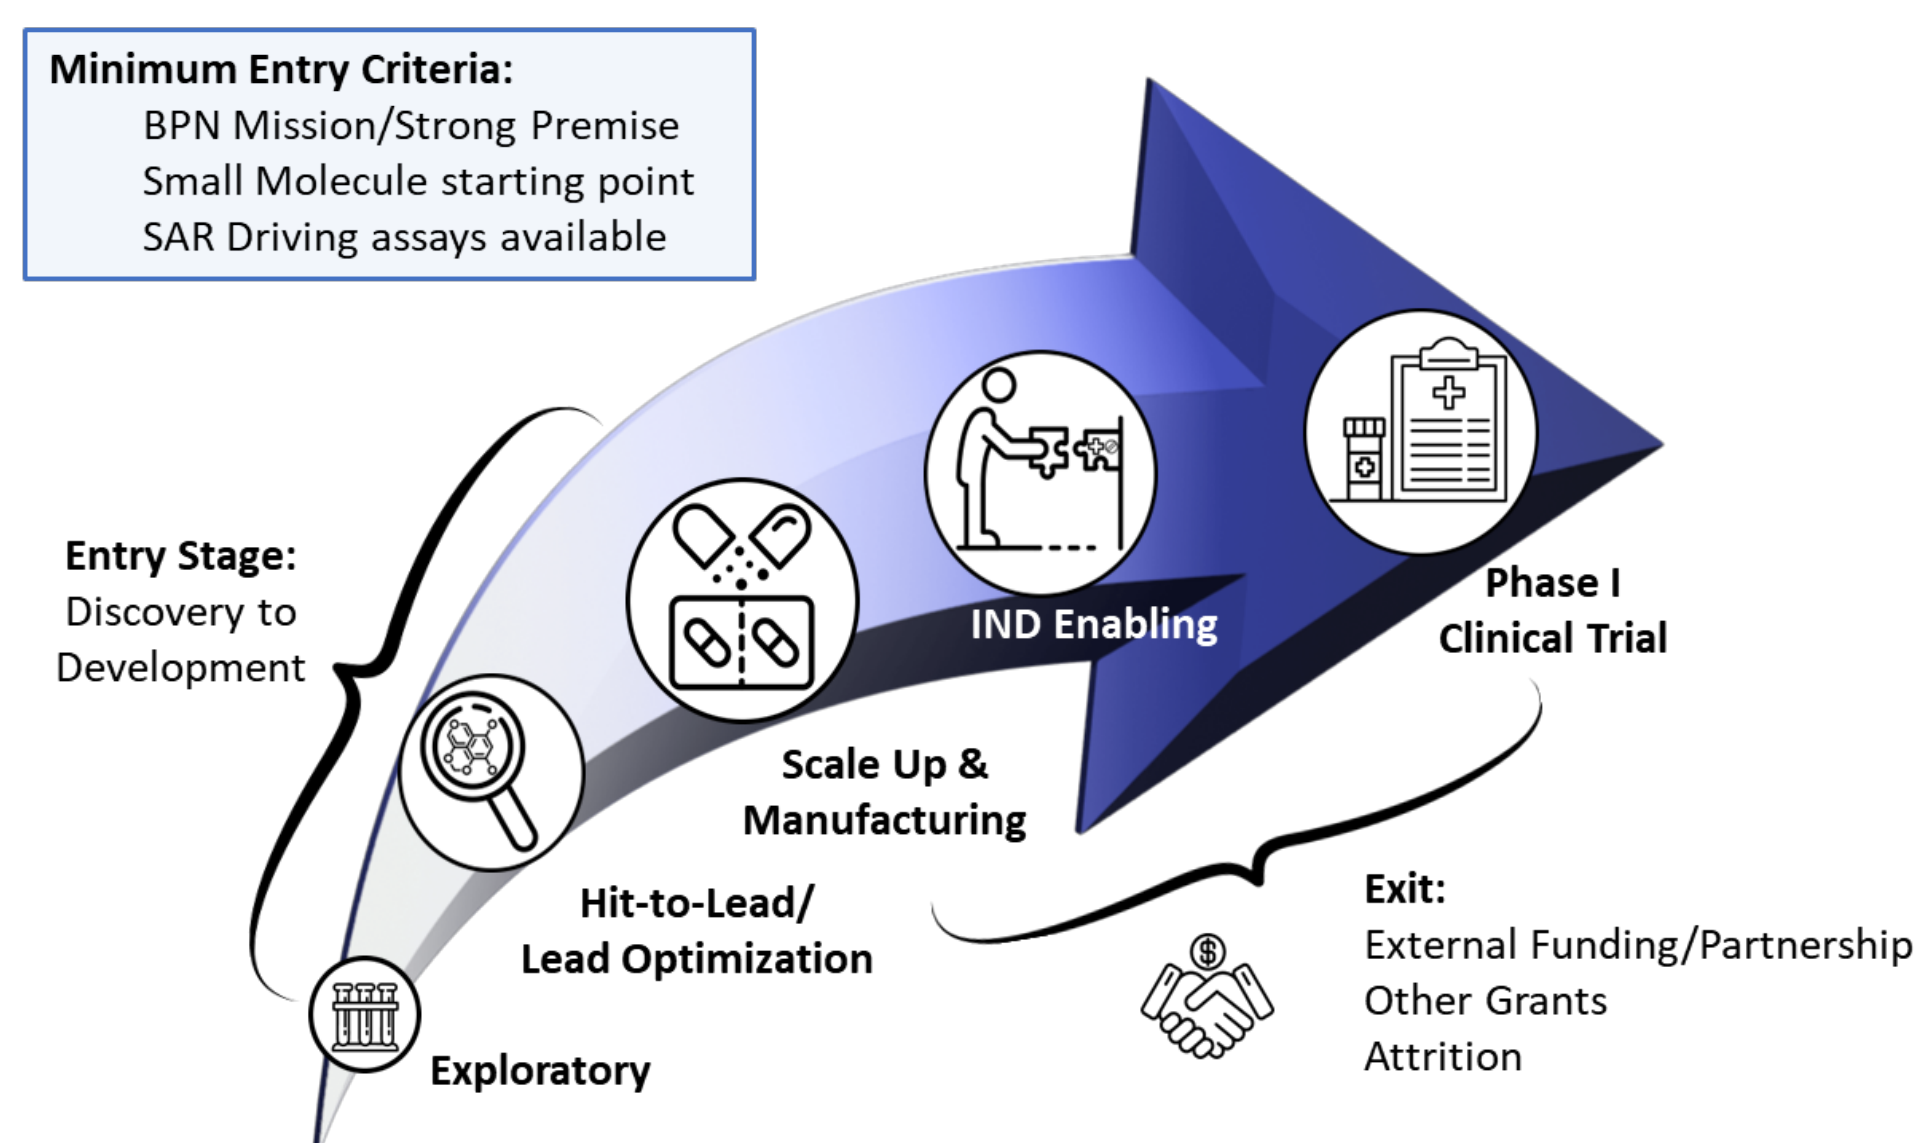 Minimum Entry Criteria:
BPN Mission/Strong Premise
Small Molecule starting point
SAR Driving assays available
Entry Stage:
Discovery to
Development
IND Enabling
Phase I
Clinical Trial
Scale Up &
Manufacturing
Hit-to-Lead/
Lead Optimization
Exploratory
Exit:
External Funding/Partnership
Other Grants
Attrition
$